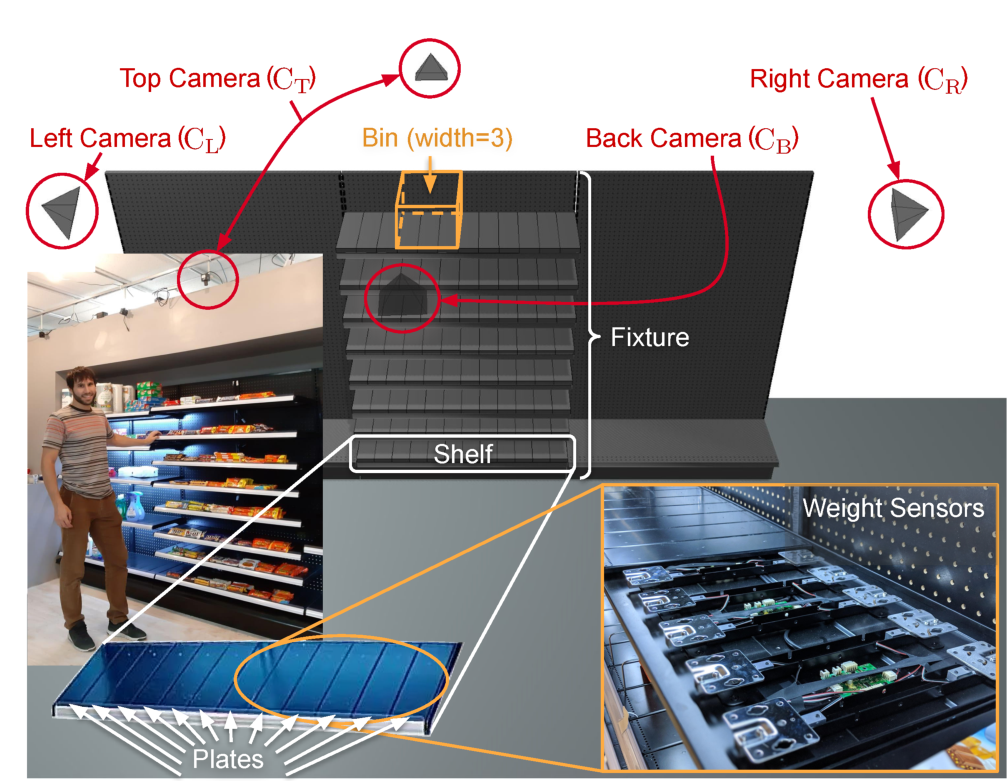 Top Camera (C_T)
Right Camera (C_R)
Left Camera (C_L)
Bin (width=3)
Back Camera (C_B)
Fixture
Shelf
Weight Sensors
Plates